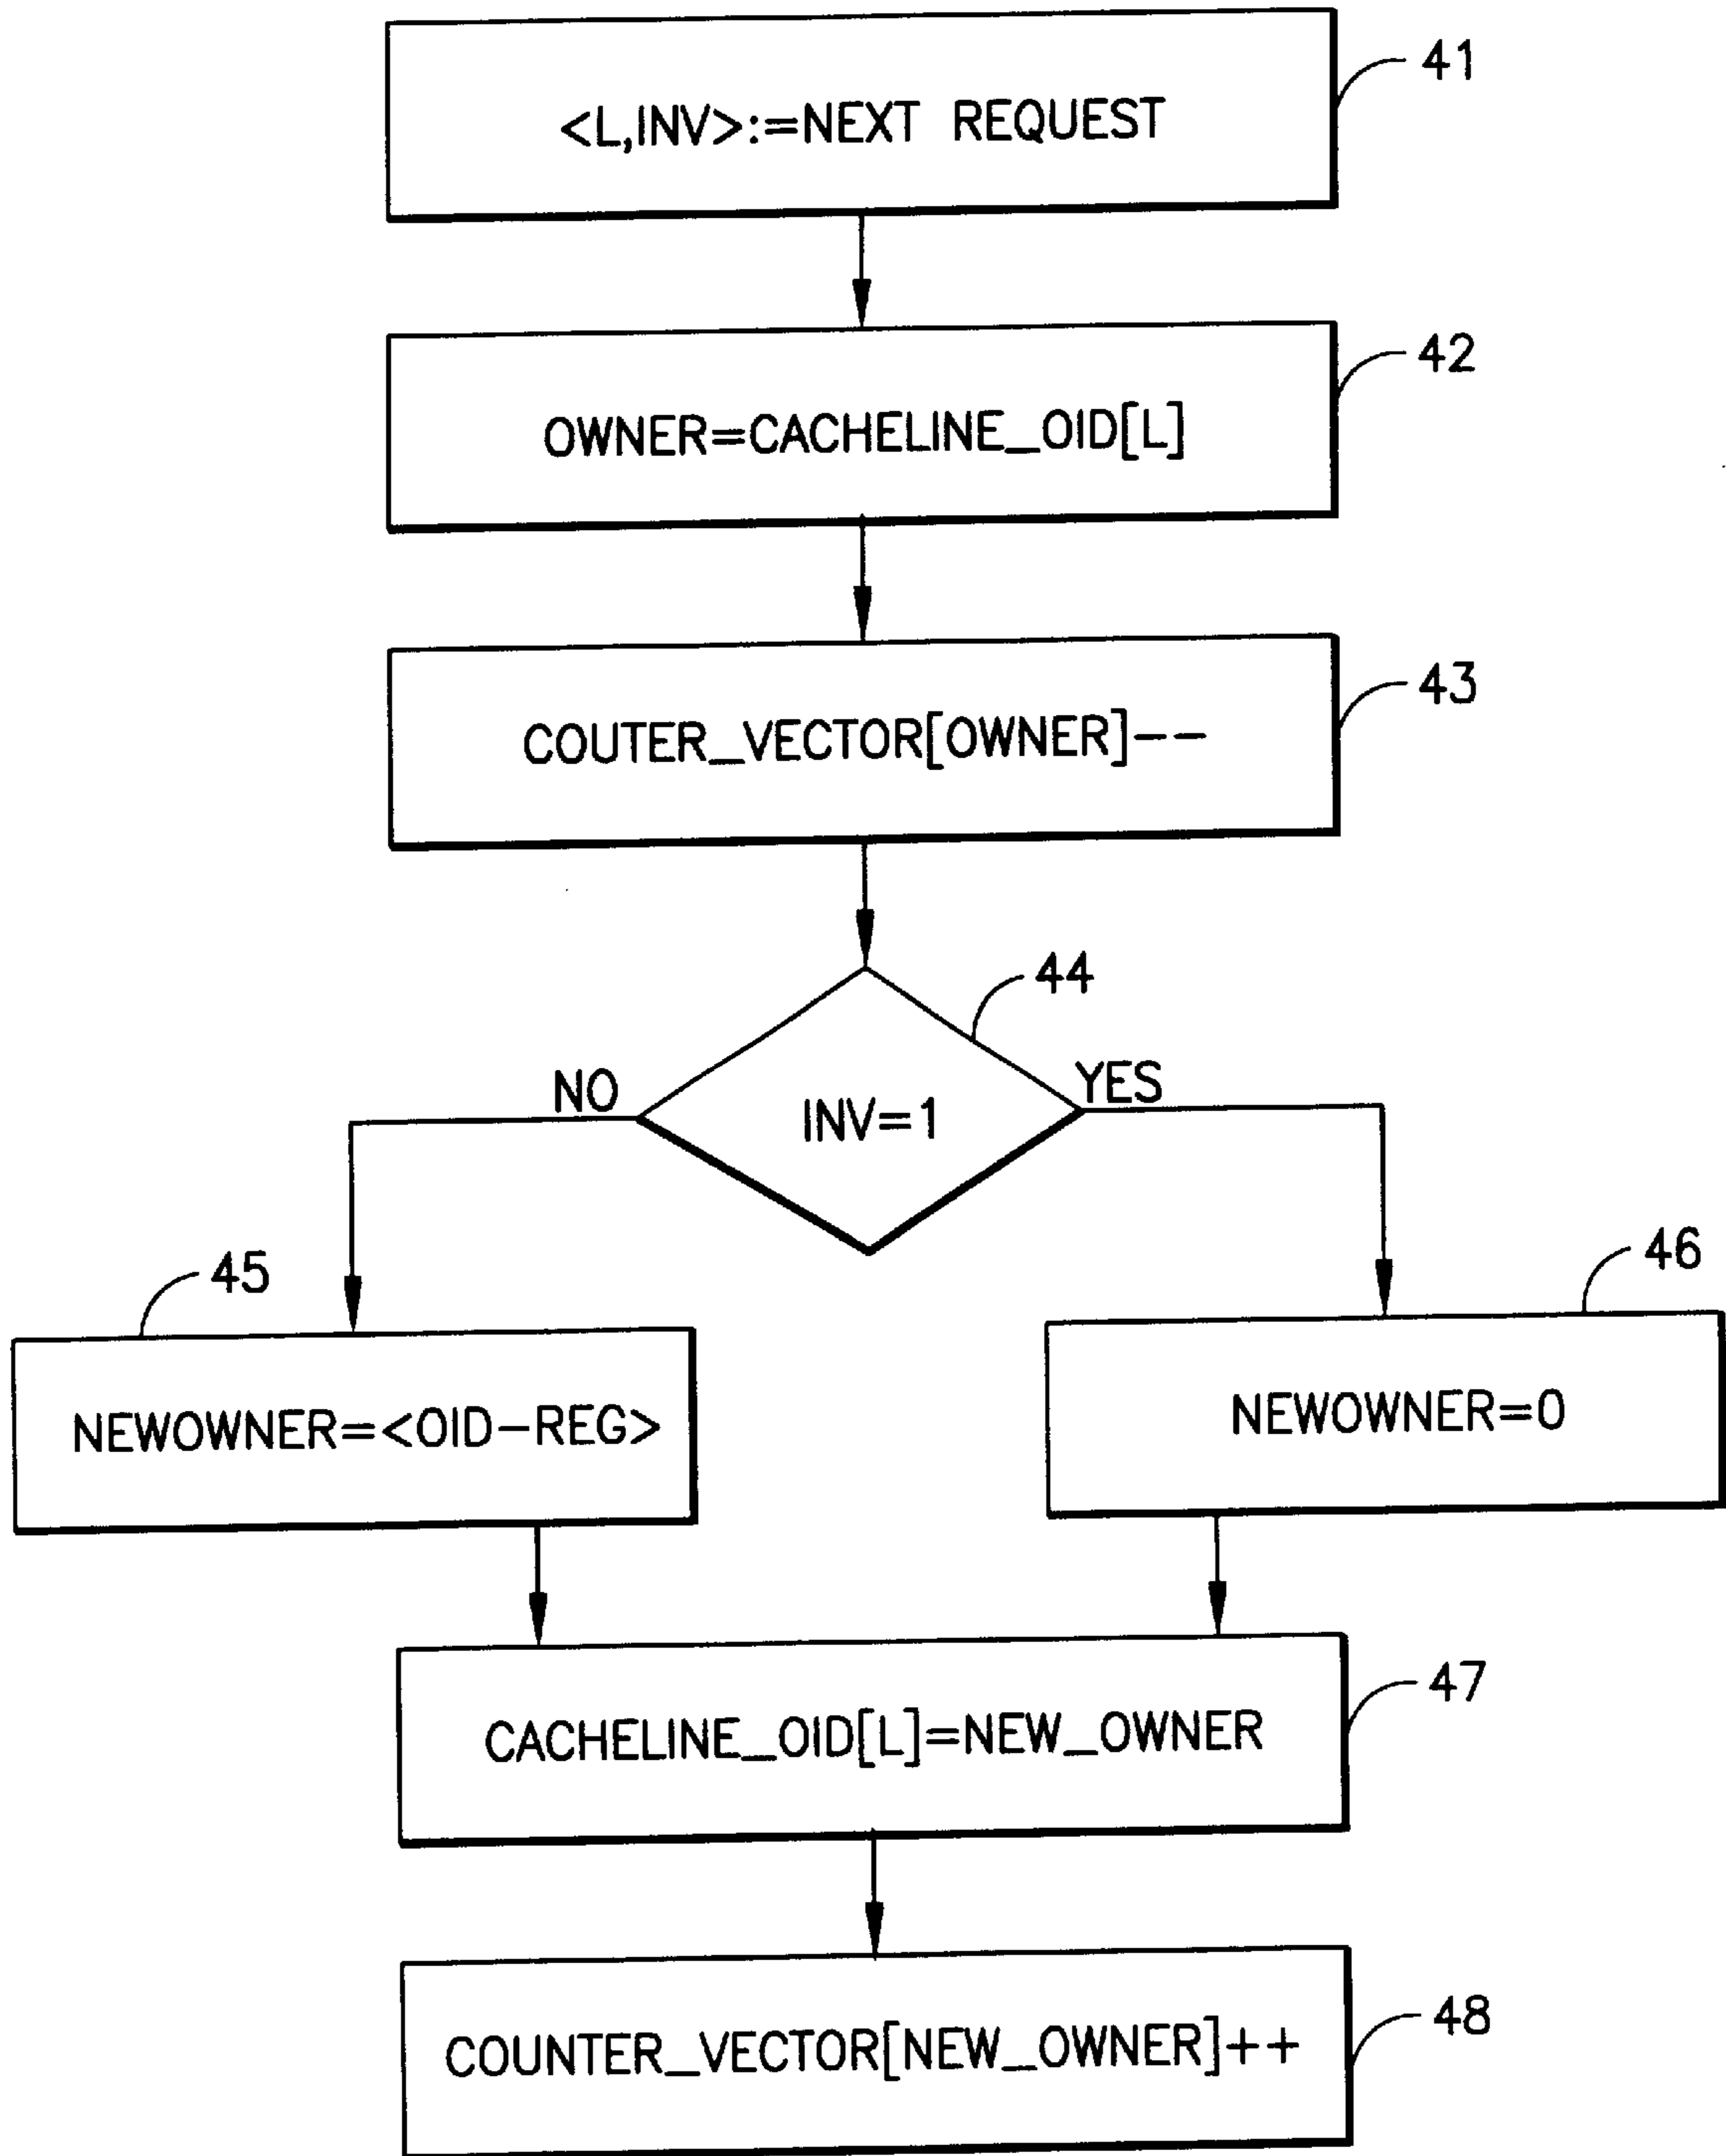 <L,INV>:=NEXT REQUEST
41
OWNER=CACHELINE_OID[L]
42
COUTER_VECTOR[OWNER]--
43
44
NO
INV=1
YES
45
46
NEWOWNER=<OID-REG>
NEWOWNER=0
CACHELINE_OID[L]=NEW_OWNER
47
COUNTER_VECTOR[NEW_OWNER]++
48